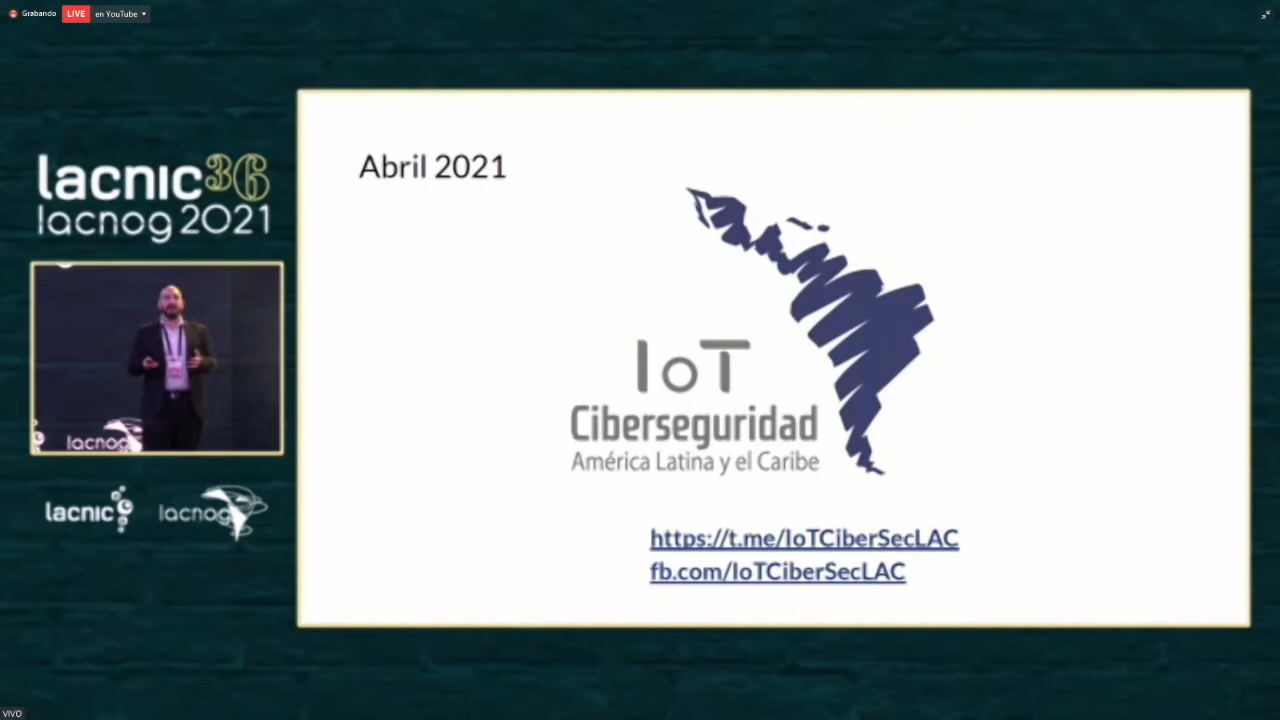 Grabando LIVE en YouTube
lacnic36
lacnog 2021
lacnog
lacnic lacnog
Abril 2021
IoT
Ciberseguridad
América Latina y el Caribe
https://t.me/IoTCiberSecLAC
fb.com/IoTCiberSecLAC
VIVO